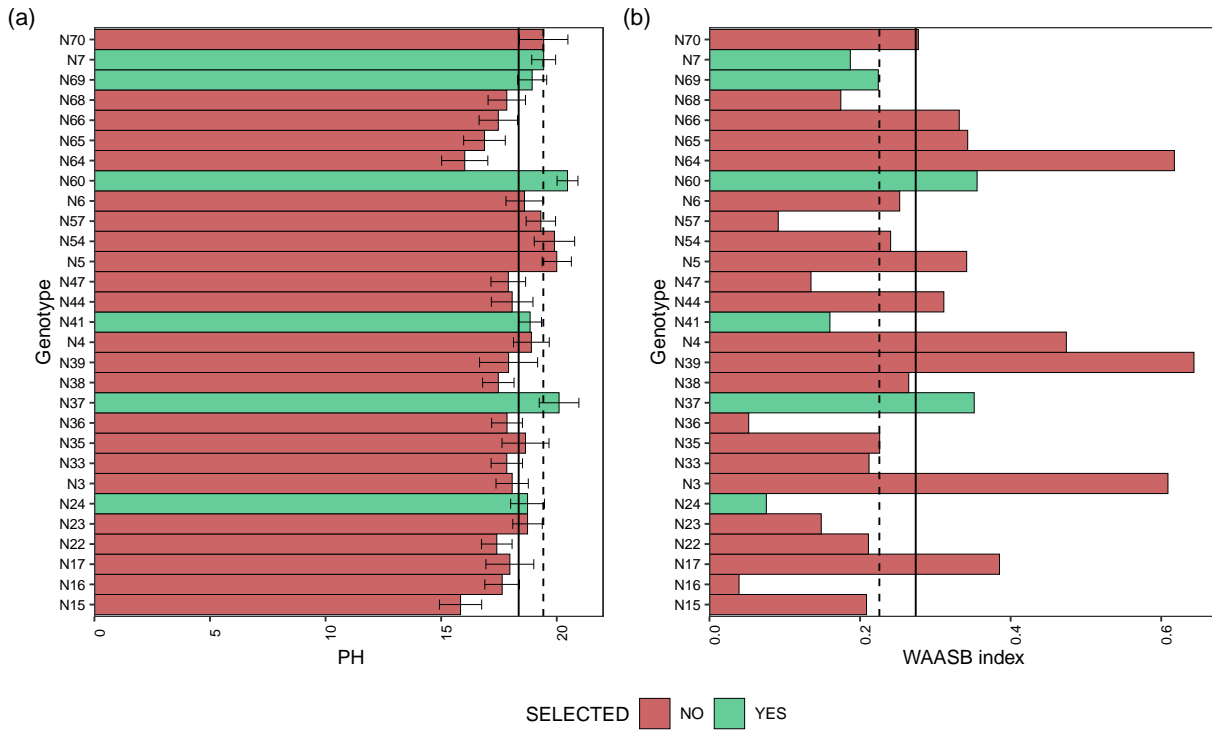 (a)
N70
N7
N69
N68
N66
N65
N64
N60
N6
N57
N54
N5
N47
N44
N41
N4
N39
N38
N37
N36
N35
N33
N3
N24
N23
N22
N17
N16
N15
Genotype
0
5
10
15
20
PH
(b)
N70
N7
N69
N68
N66
N65
N64
N60
N6
N57
N54
N5
N47
N44
N41
N4
N39
N38
N37
N36
N35
N33
N3
N24
N23
N22
N17
N16
N15
Genotype
0.0
0.2
0.4
0.6
WAASB index
SELECTED NO YES